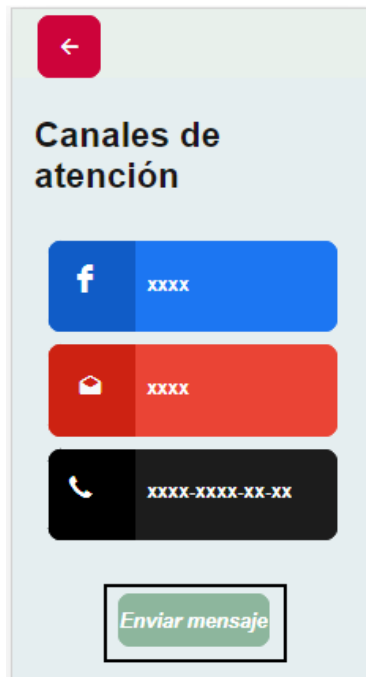 Canales de
atención
f
xxxx
xxxx
xxxx-xxxx-xx-xx
Enviar mensaje